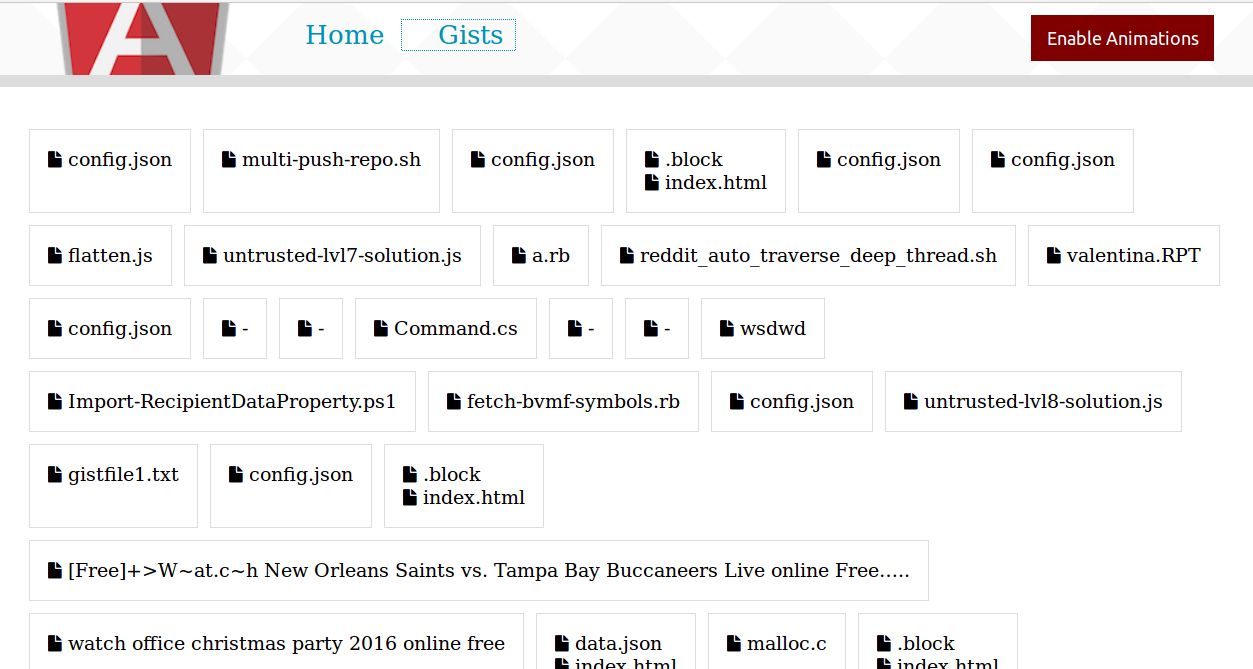 Home Gists Enable Animations
config.json multi-push-repo.sh config.json .block config.json config.json
index.html
flatten.js untrusted-lvl7-solution.js a.rb reddit_auto_traverse_deep_thread.sh valentina.RPT
config.json - - Command.cs - - wsdwd
Import-RecipientDataProperty.ps1 fetch-bvmf-symbols.rb config.json untrusted-lvl8-solution.js
gistfile1.txt config.json .block
index.html
[Free]+>W~at.c~h New Orleans Saints vs. Tampa Bay Buccaneers Live online Free.....
watch office christmas party 2016 online free data.json malloc.c .block
index.html index.html